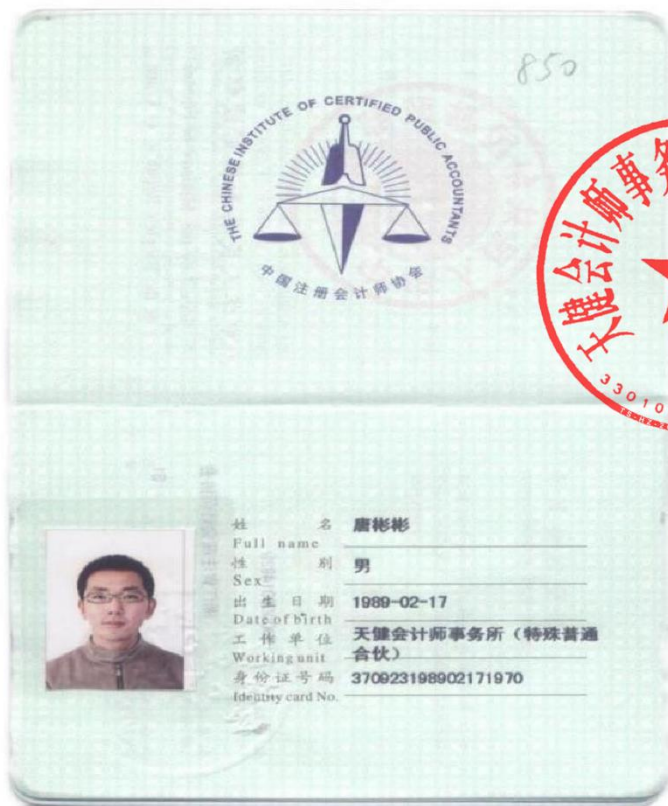 850
THE CHINESE INSTITUTE OF CERTIFIED PUBLIC ACCOUNTANTS
中国注册会计师协会
天健会计师事务
33010
姓 名 唐彬彬
Full name
性 别 男
Sex
出生日期 1989-02-17
Date of birth
工作单位 天健会计师事务所（特殊普通
Working unit 合伙）
身份证号码 370923198902171970
Identity card No.